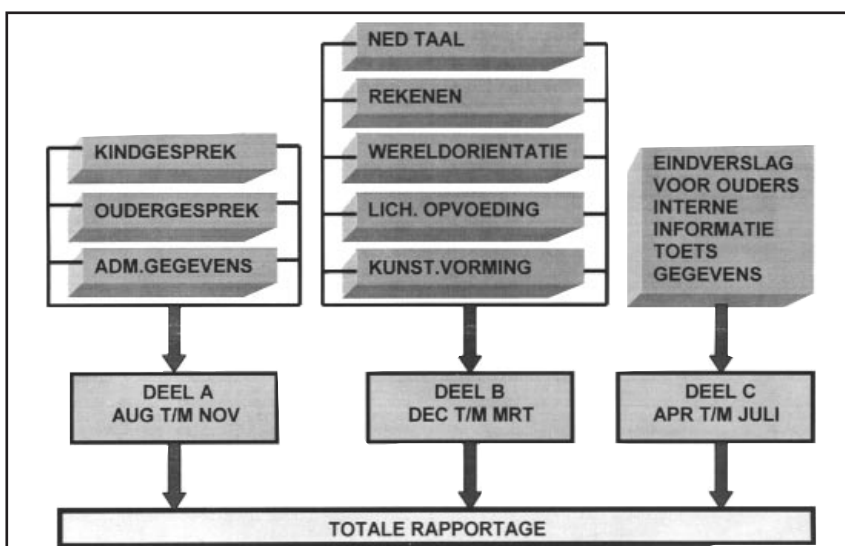 KINDGESPREK
OUDERGESPREK
ADM.GEGEVENS
NED TAAL
REKENEN
WERELDORIENTATIE
LICH. OPVOEDING
KUNST.VORMING
EINDVERSLAG
VOOR OUDERS
INTERNE
INFORMATIE
TOETS
GEGEVENS
DEEL A
AUG T/M NOV
DEEL B
DEC T/M MRT
DEEL C
APR T/M JULI
TOTALE RAPPORTAGE